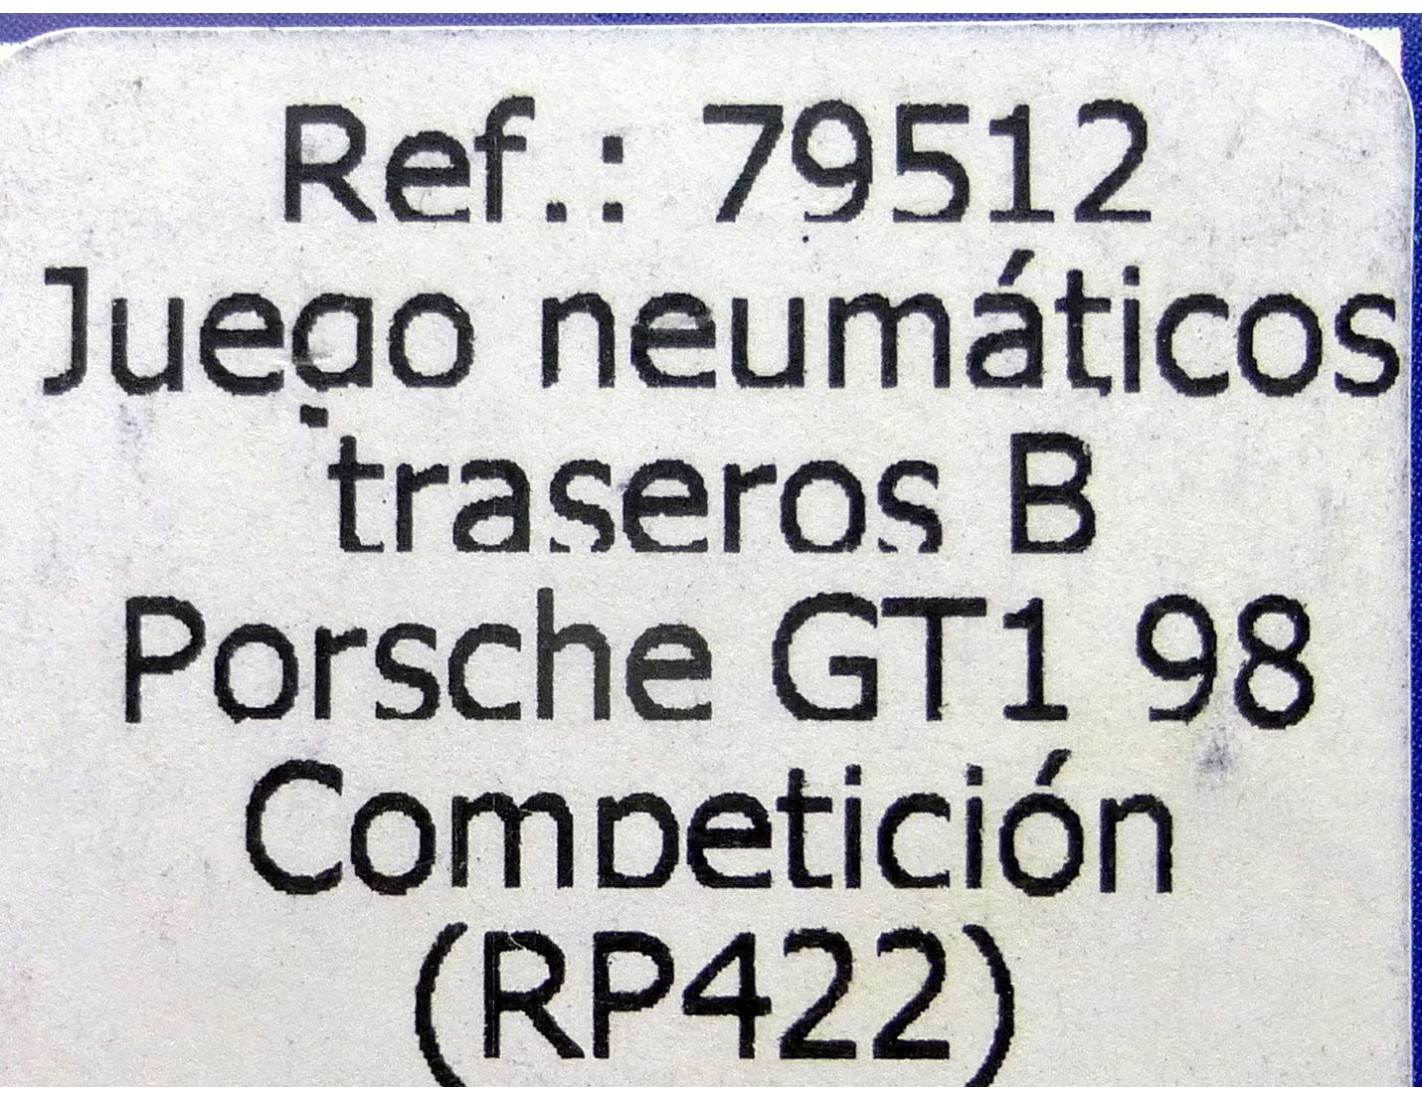 Ref.: 79512
Juego neumáticos
traseros B
Porsche GT1 98
Competición
(RP422)